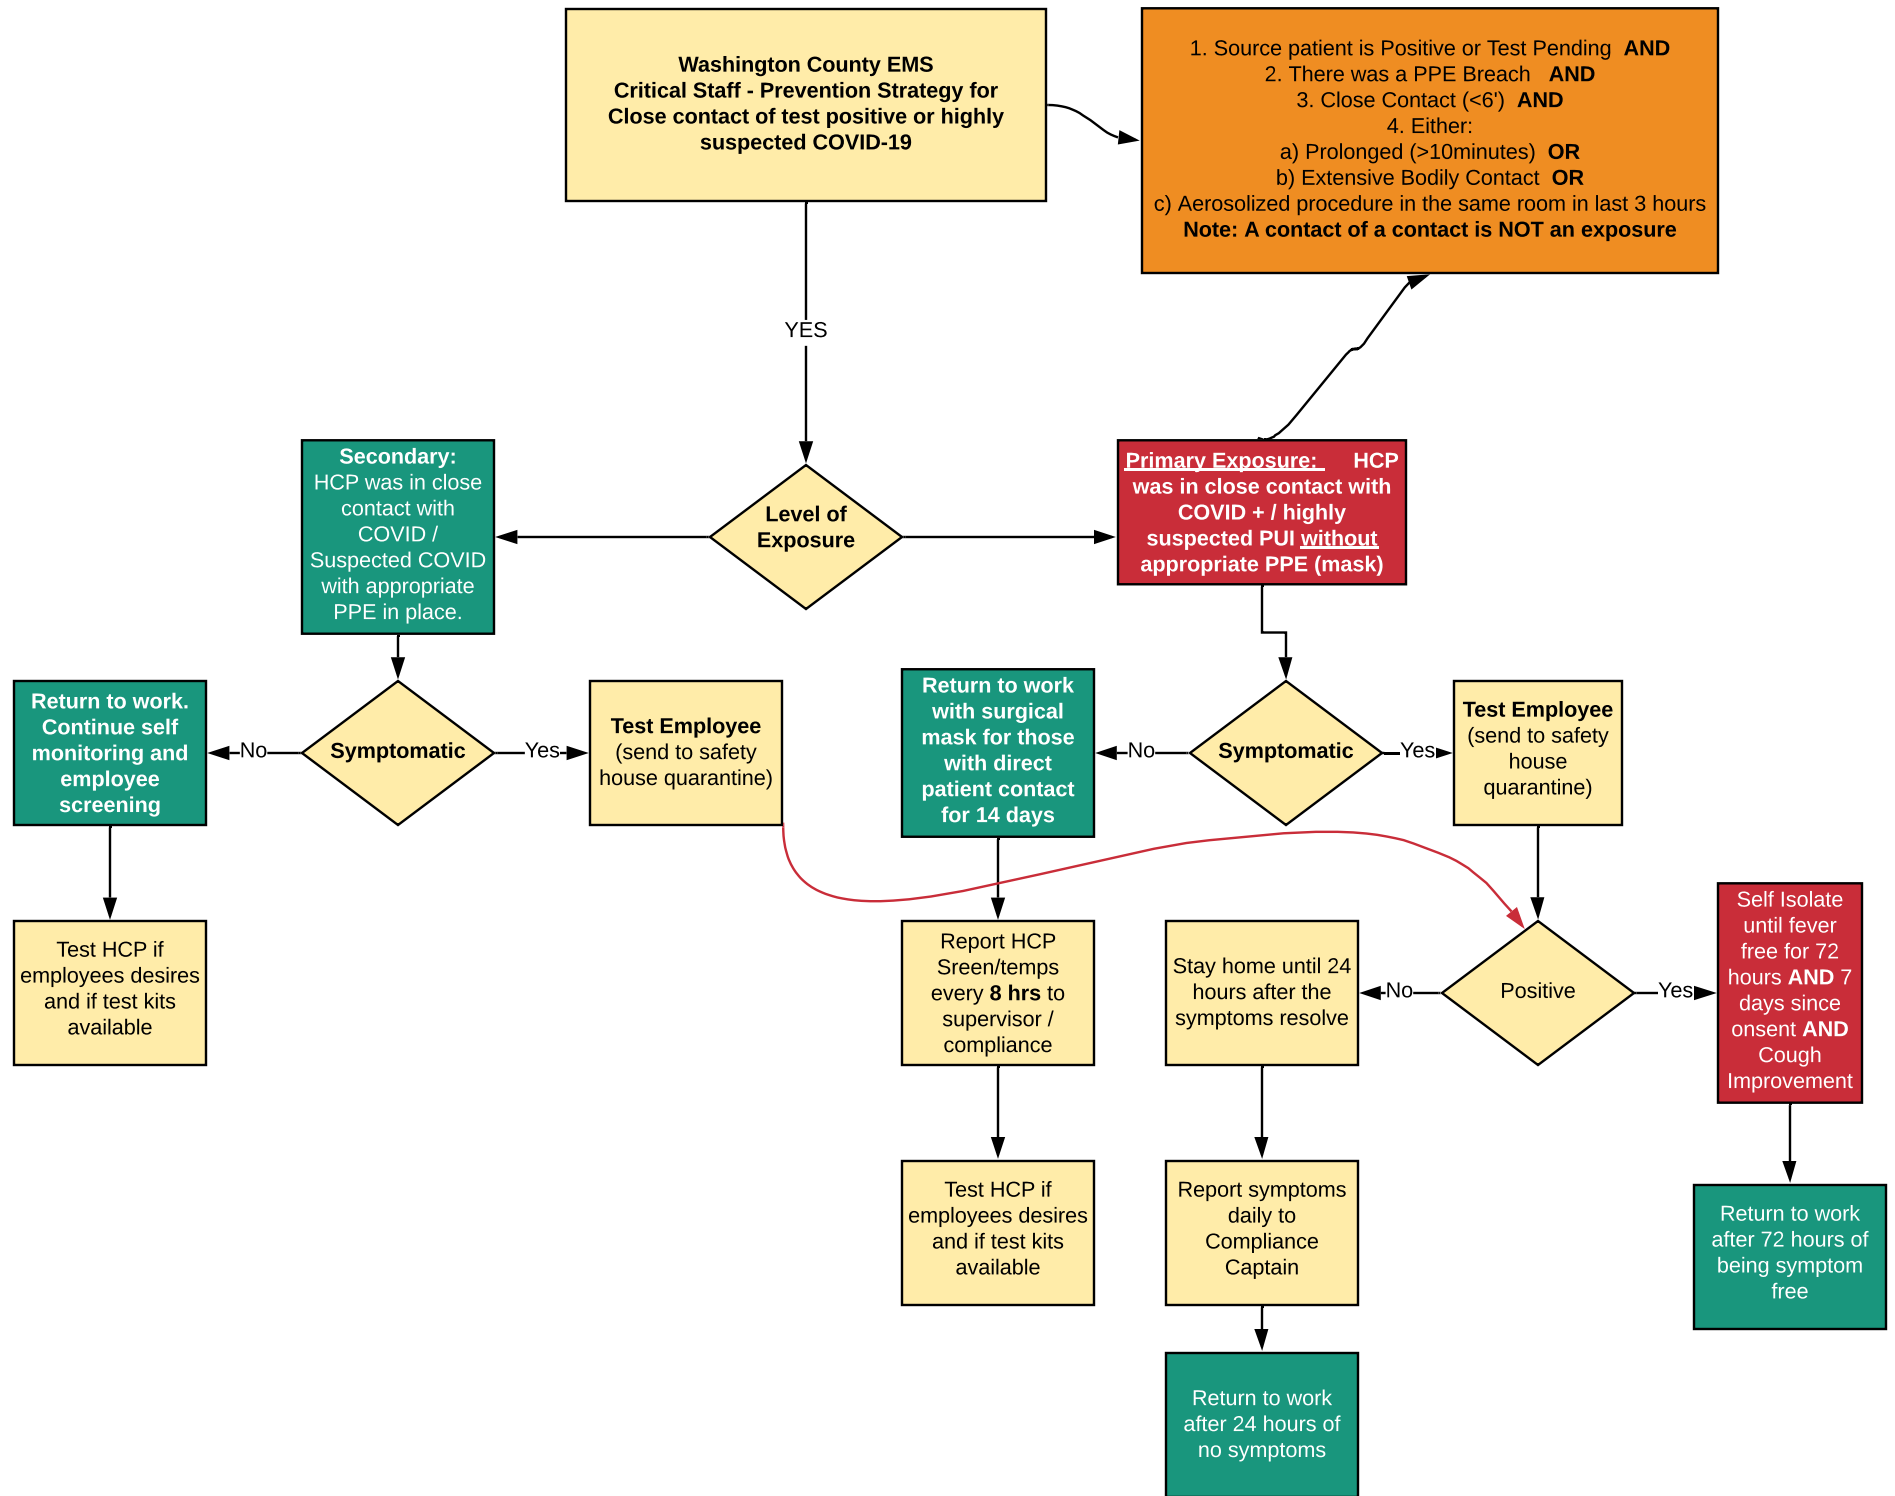 Washington County EMS
Critical Staff - Prevention Strategy for
Close contact of test positive or highly
suspected COVID-19
1. Source patient is Positive or Test Pending AND
2. There was a PPE Breach AND
3. Close Contact (<6') AND
4. Either:
a) Prolonged (>10minutes) OR
b) Extensive Bodily Contact OR
c) Aerosolized procedure in the same room in last 3 hours
Note: A contact of a contact is NOT an exposure
YES
Secondary:
HCP was in close
contact with
COVID /
Suspected COVID
with appropriate
PPE in place.
Level of
Exposure
Primary Exposure: HCP
was in close contact with
COVID + / highly
suspected PUI without
appropriate PPE (mask)
Return to work.
Continue self
monitoring and
employee
screening
No
Symptomatic
Yes
Test Employee
(send to safety
house quarantine)
Return to work
with surgical
mask for those
with direct
patient contact
for 14 days
No
Symptomatic
Yes
Test Employee
(send to safety
house
quarantine)
Test HCP if
employees desires
and if test kits
available
Report HCP
Sreen/temps
every 8 hrs to
supervisor /
compliance
Stay home until 24
hours after the
symptoms resolve
No
Positive
Yes
Self Isolate
until fever
free for 72
hours AND 7
days since
onsent AND
Cough
Improvement
Test HCP if
employees desires
and if test kits
available
Report symptoms
daily to
Compliance
Captain
Return to work
after 72 hours of
being symptom
free
Return to work
after 24 hours of
no symptoms